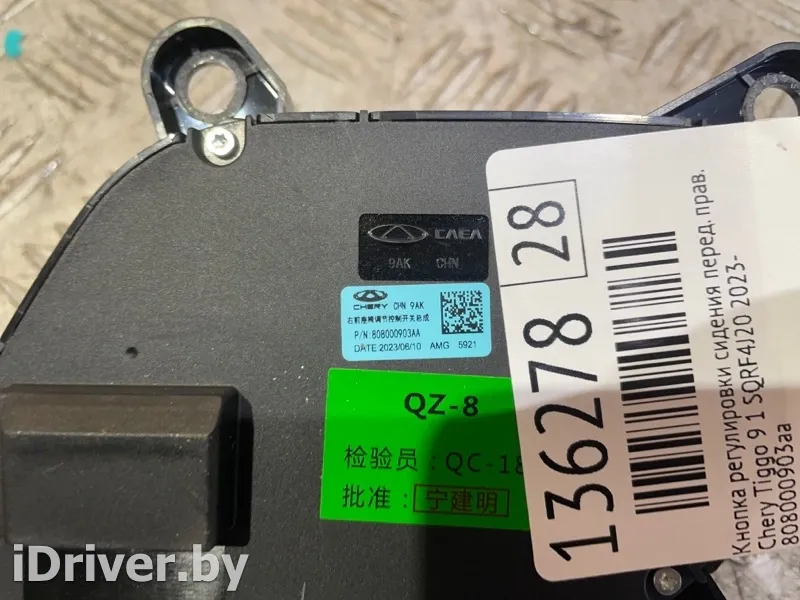 CAEA
9AK CHN
CHERY CHN 9AK
右前座椅调节控制开关总成
P/N:808000903AA
DATE 2023/06/10 AMG 5921
QZ-8
检验员:QC-18
批准:宁建明
28
136278
Кнопка регулировки сидения перед. прав.
Chery Tiggo 9 1 SQRF4J20 2023-
808000903aa
iDriver.by